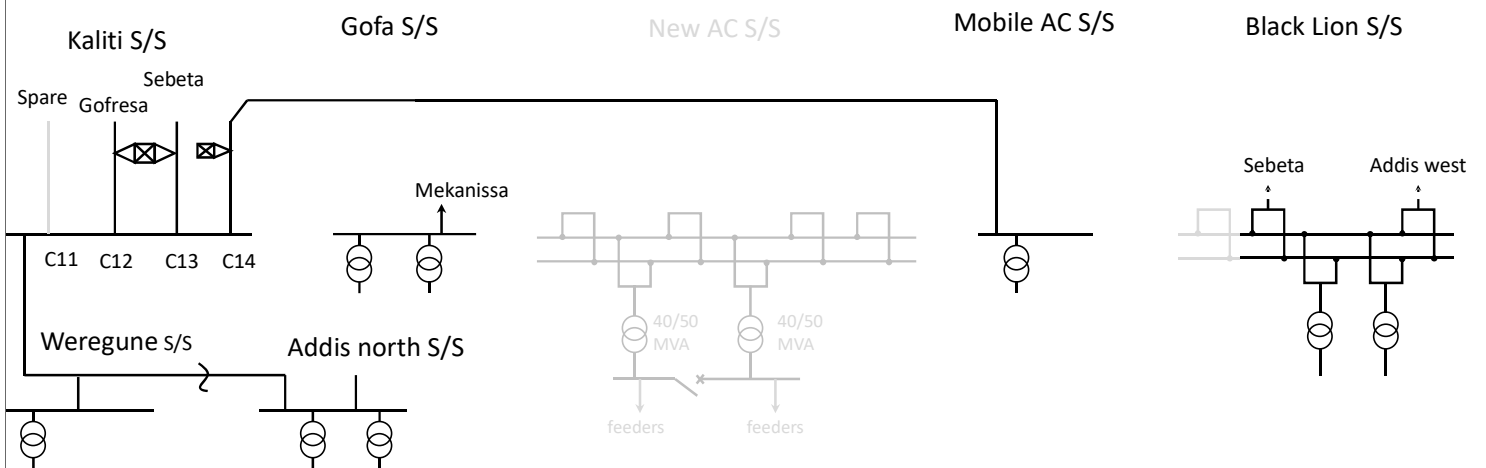 Kaliti S/S
Gofa S/S
New AC S/S
Mobile AC S/S
Black Lion S/S
Spare
Gofresa
Sebeta
Mekanissa
Sebeta
Addis west
C11
C12
C13
C14
Weregune S/S
Addis north S/S
40/50
MVA
40/50
MVA
feeders
feeders